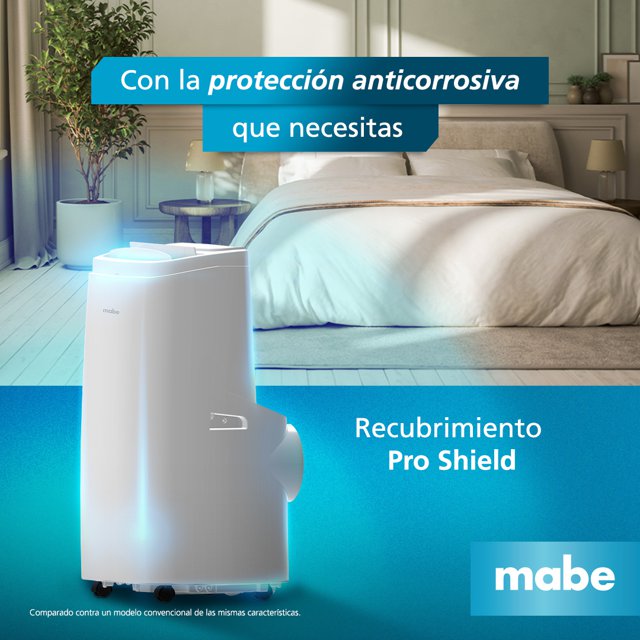 Con la protección anticorrosiva
que necesitas
mabe
Recubrimiento
Pro Shield
mabe
Comparado contra un modelo convencional de las mismas características.